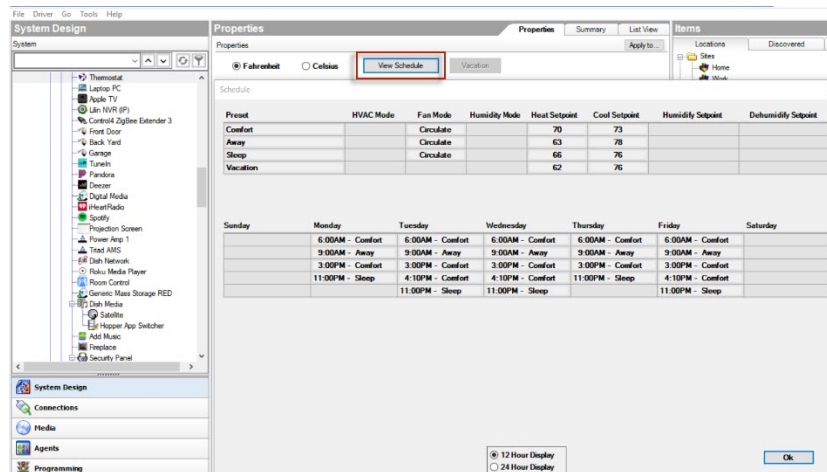 File Driver Go Tools Help
System Design
System
Thermostat
Laptop PC
Apple TV
Lilin NVR (IP)
Control4 ZigBee Extender 3
Front Door
Back Yard
Garage
TuneIn
Pandora
Deezer
Digital Media
iHeartRadio
Spotify
Projection Screen
Power Amp 1
Triad AMS
Dish Network
Roku Media Player
Room Control
Generic Mass Storage RED
Dish Media
Satellite
Hopper App Switcher
Add Music
Fireplace
Security Panel
System Design
Connections
Media
Agents
Programming
Properties Properties Summary List View
Properties Apply to...
Fahrenheit Celsius View Schedule Vacation
Items
Locations Discovered
Sites
Home
Work
Schedule
Preset HVAC Mode Fan Mode Humidity Mode Heat Setpoint Cool Setpoint Humidify Setpoint Dehumidify Setpoint
Comfort Circulate 70 73
Away Circulate 63 78
Sleep Circulate 66 76
Vacation 62 76
Sunday Monday Tuesday Wednesday Thursday Friday Saturday
6:00AM - Comfort 6:00AM - Comfort 6:00AM - Comfort 6:00AM - Comfort 6:00AM - Comfort
9:00AM - Away 9:00AM - Away 9:00AM - Away 9:00AM - Away 9:00AM - Away
3:00PM - Comfort 3:00PM - Comfort 3:00PM - Comfort 3:00PM - Comfort 3:00PM - Comfort
11:00PM - Sleep 4:10PM - Comfort 4:10PM - Comfort 11:00PM - Sleep 4:10PM - Comfort
11:00PM - Sleep 11:00PM - Sleep 11:00PM - Sleep
12 Hour Display
24 Hour Display
Ok